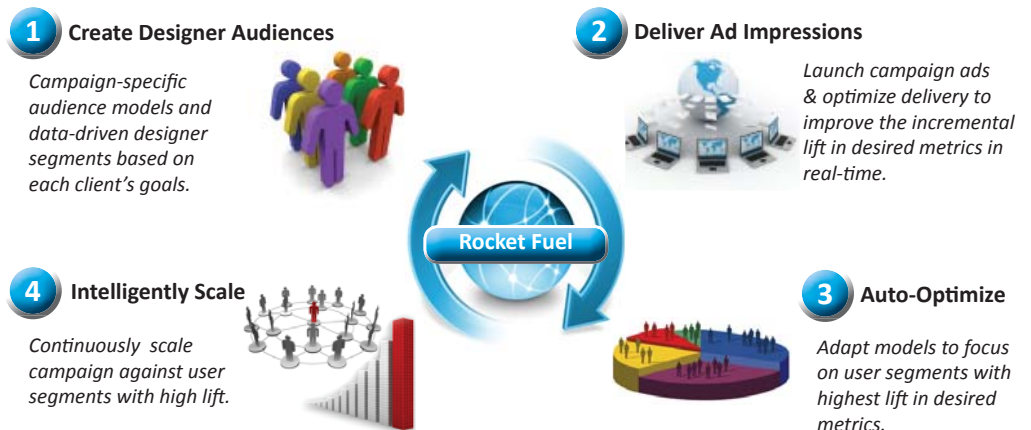 1 Create Designer Audiences
Campaign-specific
audience models and
data-driven designer
segments based on
each client's goals.
2 Deliver Ad Impressions
Launch campaign ads
& optimize delivery to
improve the incremental
lift in desired metrics in
real-time.
Rocket Fuel
3 Auto-Optimize
Adapt models to focus
on user segments with
highest lift in desired
metrics.
4 Intelligently Scale
Continuously scale
campaign against user
segments with high lift.